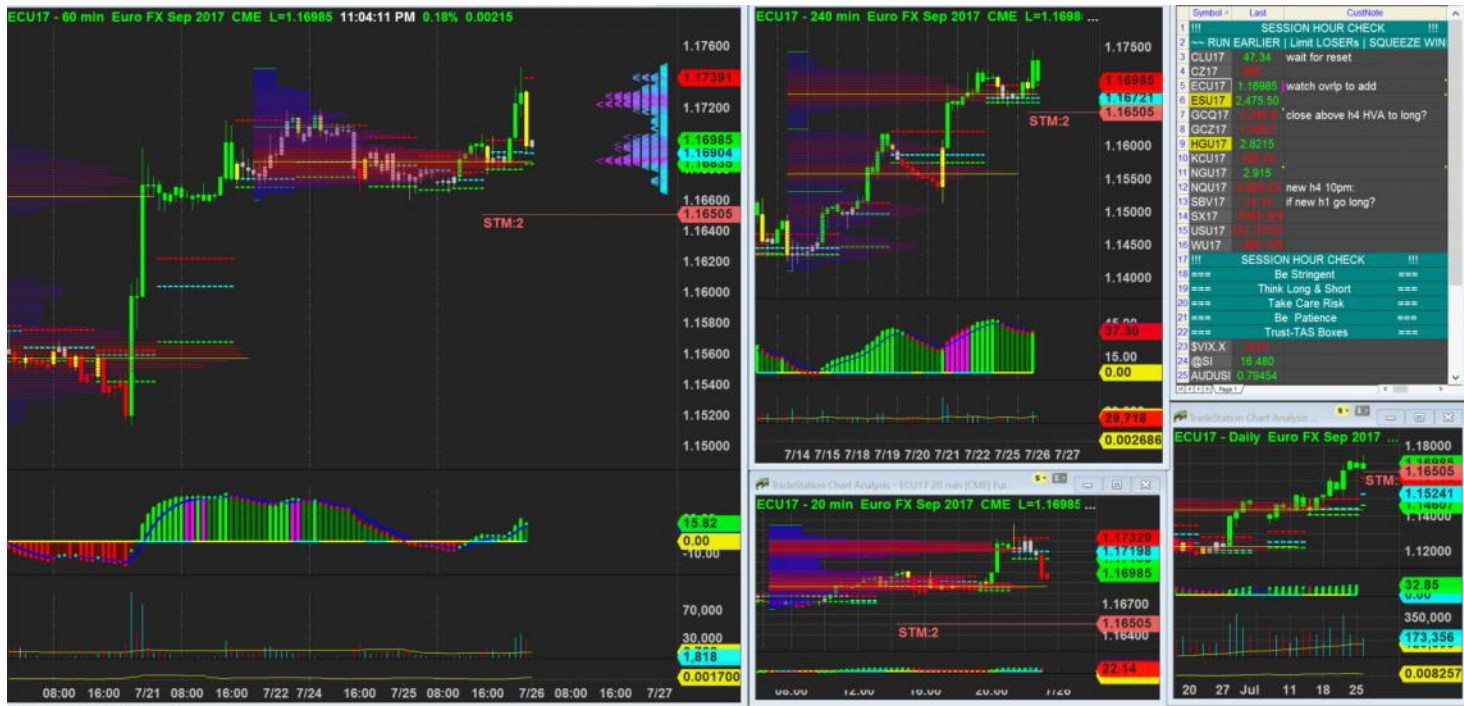 ECU17 - 60 min Euro FX Sep 2017 CME L=1.16985 11:04:11 PM 0.18% 0.00215
1.17600
1.17391
1.17200
1.16985
1.16904
1.16835
1.16600
1.16505
STM:2
1.16400
1.16200
1.16000
1.15800
1.15600
1.15400
1.15200
1.15000
15.82
0.00
-10.00
70,000
30,000
1,818
0.001700
08:00 16:00 7/21 08:00 16:00 7/22 7/24 16:00 7/25 08:00 16:00 7/26 08:00 16:00 7/27
ECU17 - 240 min Euro FX Sep 2017 CME L=1.1698 ...
1.17500
1.16985
1.16721
1.16505
STM:2
1.16000
1.15500
1.15000
1.14500
1.14000
37.30
15.00
0.00
29,718
0.002686
7/14 7/15 7/18 7/19 7/20 7/21 7/22 7/25 7/26 7/27
TradeStation Chart Analysis - ECU17 20 min [CME] Eur...
ECU17 - 20 min Euro FX Sep 2017 CME L=1.16985 ...
1.17329
1.17198
1.16985
1.16700
1.16505
STM:2
1.16400
22.14
08:00 12:00 16:00 20:00 7/26
Symbol Last CustNote
1 !!! SESSION HOUR CHECK !!!
2 ~~ RUN EARLIER | Limit LOSERs | SQUEEZE WIN
3 CLU17 47.34 wait for reset
4 CZ17
5 ECU17 1.16985 watch ovrlp to add
6 ESU17 2,475.50
7 GCQ17 close above h4 HVA to long?
8 GCZ17
9 HGU17 2.8215
10 KCU17
11 NGU17 2.915
12 NQU17 new h4 10pm:
13 SBV17 if new h1 go long?
14 SX17
15 USU17
16 WU17
17 !!! SESSION HOUR CHECK !!!
18 === Be Stringent ===
19 === Think Long & Short ===
20 === Take Care Risk ===
21 === Be Patience ===
22 === Trust-TAS Boxes ===
23 $VIX.X
24 @SI 16.480
25 AUDUSI 0.79454
Page 1
TradeStation Chart Analysis ...
ECU17 - Daily Euro FX Sep 2017 ...
1.18000
1.16985
1.16505
STM:
1.15241
1.14607
1.14000
1.12000
32.85
0.00
350,000
173,356
0.008257
20 27 Jul 11 18 25